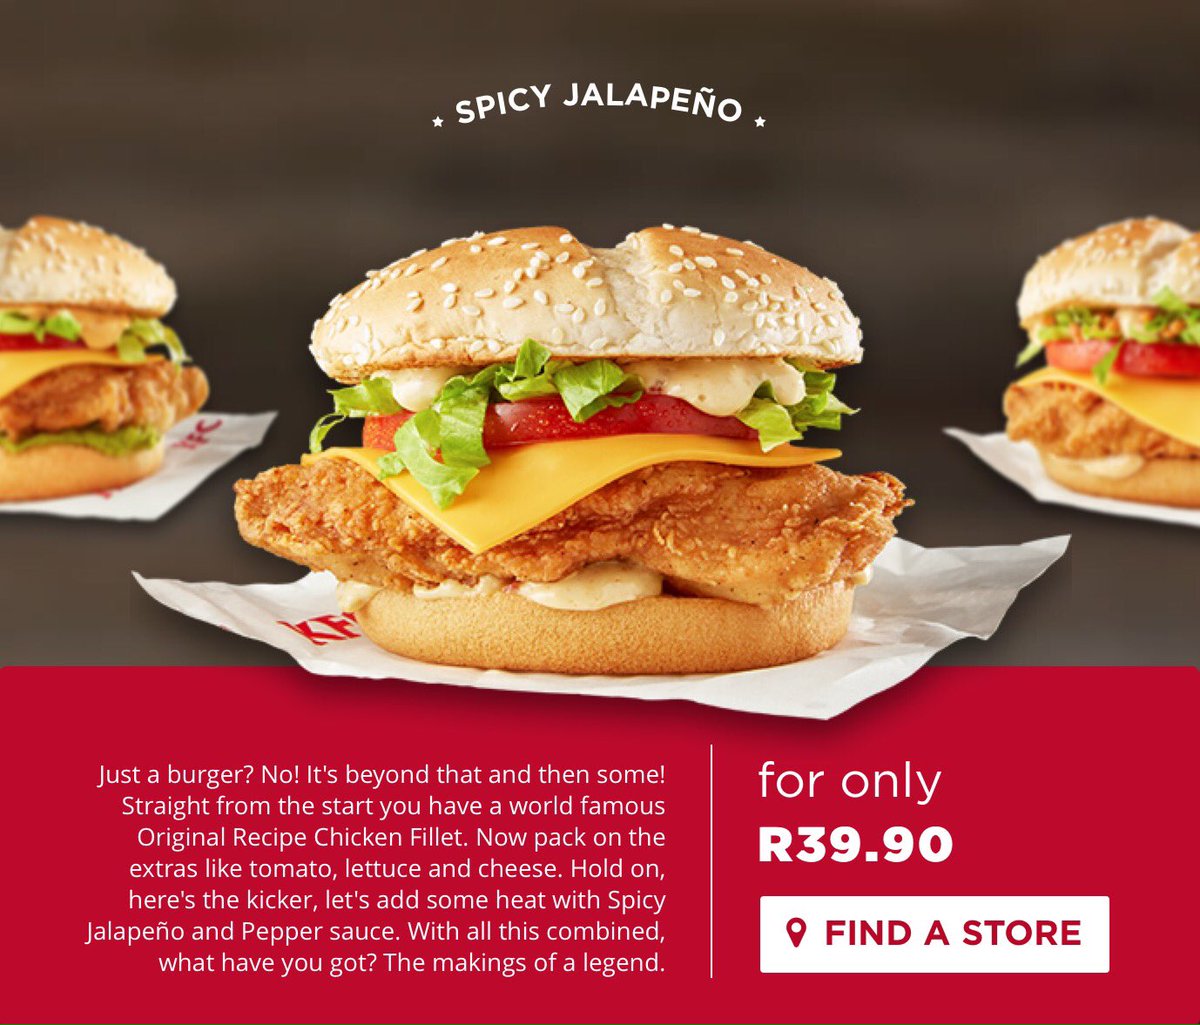 SPICY JALAPEÑO
KFC
Just a burger? No! It's beyond that and then some!
Straight from the start you have a world famous
Original Recipe Chicken Fillet. Now pack on the
extras like tomato, lettuce and cheese. Hold on,
here's the kicker, let's add some heat with Spicy
Jalapeño and Pepper sauce. With all this combined,
what have you got? The makings of a legend.
for only
R39.90
FIND A STORE